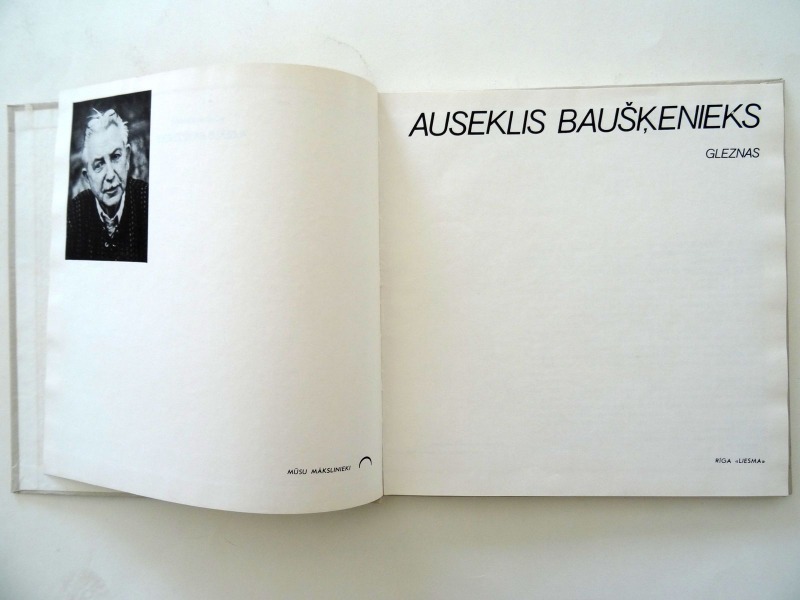 MŪSU MĀKSLINIEKI
AUSEKLIS BAUŠĶENIEKS
GLEZNAS
RĪGA «LIESMA»